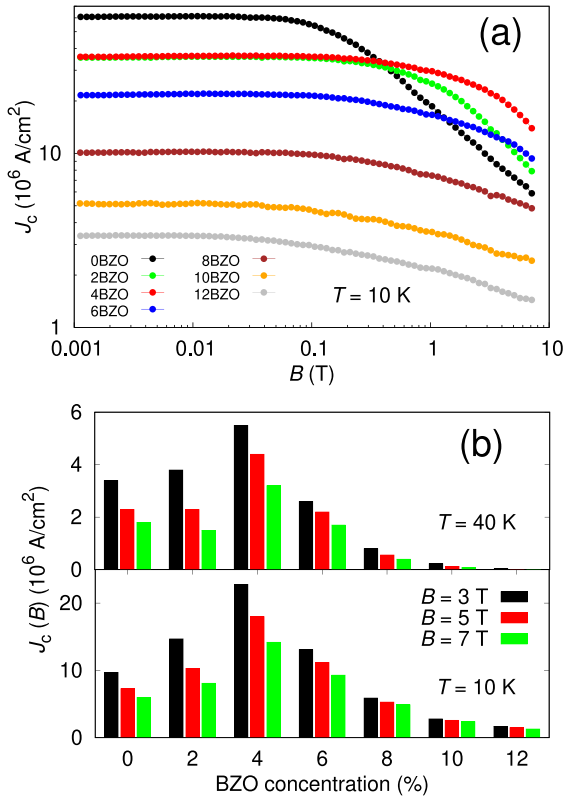 (a)
J_c (10^6 A/cm^2)
10
1
0BZO
2BZO
4BZO
6BZO
8BZO
10BZO
12BZO
T = 10 K
0.001 0.01 0.1 1 10
B (T)
(b)
J_c (B) (10^6 A/cm^2)
6
4
2
0
T = 40 K
20
10
0
B = 3 T
B = 5 T
B = 7 T
T = 10 K
0 2 4 6 8 10 12
BZO concentration (%)